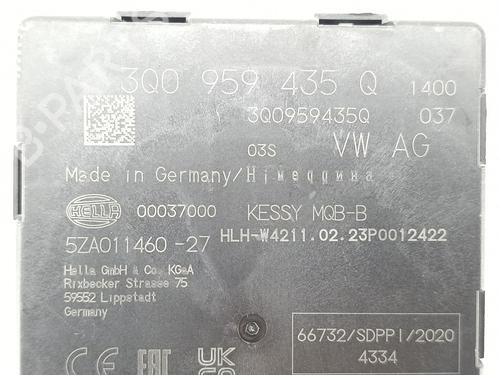 3Q0 959 435 Q 1400
3Q0959435Q 037
03S VW AG
Made in Germany/Німеччина
HELLA 00037000 KESSY MQB-B
5ZA011460-27 HLH-W4211.02.23P0012422
Hella GmbH & Co. KGaA
Rixbecker Strasse 75
59552 Lippstadt
Germany
66732/SDPPI/2020
4334
CE EAC UK CA